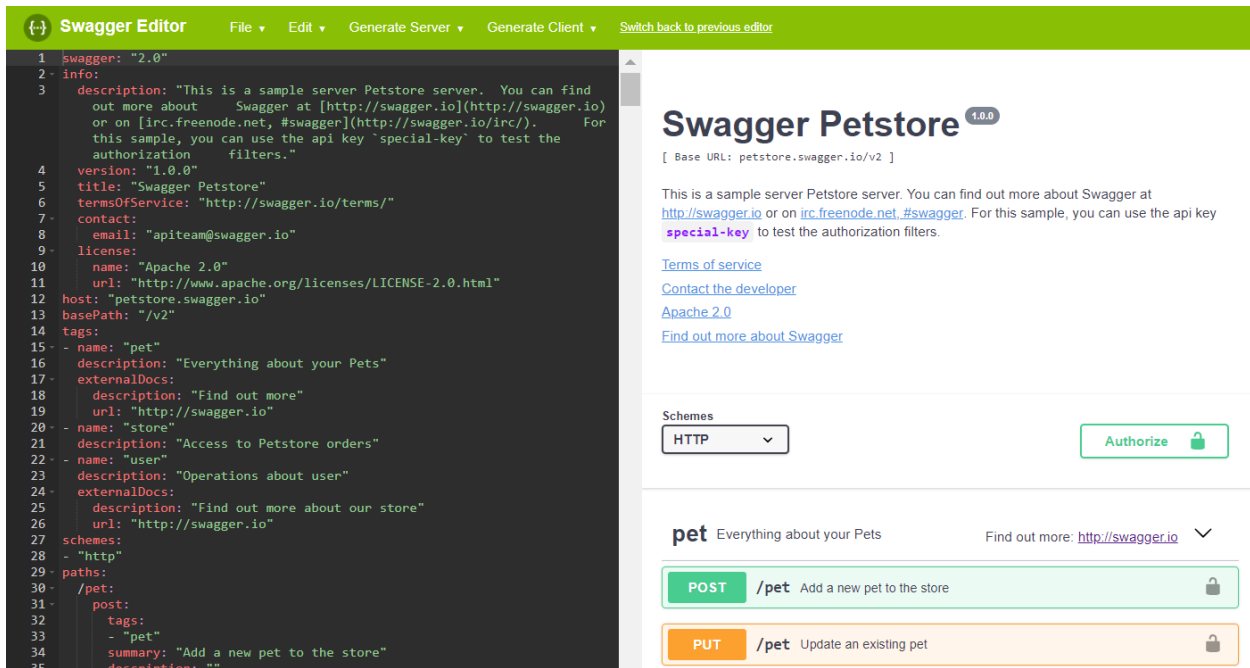 {···} Swagger Editor File ▾ Edit ▾ Generate Server ▾ Generate Client ▾ Switch back to previous editor
1 swagger: "2.0"
2 info:
3 description: "This is a sample server Petstore server.  You can find
out more about     Swagger at [http://swagger.io](http://swagger.io)
or on [irc.freenode.net, #swagger](http://swagger.io/irc/).      For
this sample, you can use the api key `special-key` to test the
authorization     filters."
4 version: "1.0.0"
5 title: "Swagger Petstore"
6 termsOfService: "http://swagger.io/terms/"
7 contact:
8 email: "apiteam@swagger.io"
9 license:
10 name: "Apache 2.0"
11 url: "http://www.apache.org/licenses/LICENSE-2.0.html"
12 host: "petstore.swagger.io"
13 basePath: "/v2"
14 tags:
15 - name: "pet"
16 description: "Everything about your Pets"
17 externalDocs:
18 description: "Find out more"
19 url: "http://swagger.io"
20 - name: "store"
21 description: "Access to Petstore orders"
22 - name: "user"
23 description: "Operations about user"
24 externalDocs:
25 description: "Find out more about our store"
26 url: "http://swagger.io"
27 schemes:
28 - "http"
29 paths:
30 /pet:
31 post:
32 tags:
33 - "pet"
34 summary: "Add a new pet to the store"
35 description: ""
Swagger Petstore 1.0.0
[ Base URL: petstore.swagger.io/v2 ]
This is a sample server Petstore server. You can find out more about Swagger at
http://swagger.io or on irc.freenode.net, #swagger. For this sample, you can use the api key
special-key to test the authorization filters.
Terms of service
Contact the developer
Apache 2.0
Find out more about Swagger
Schemes
HTTP
Authorize
pet Everything about your Pets Find out more: http://swagger.io
POST /pet Add a new pet to the store
PUT /pet Update an existing pet